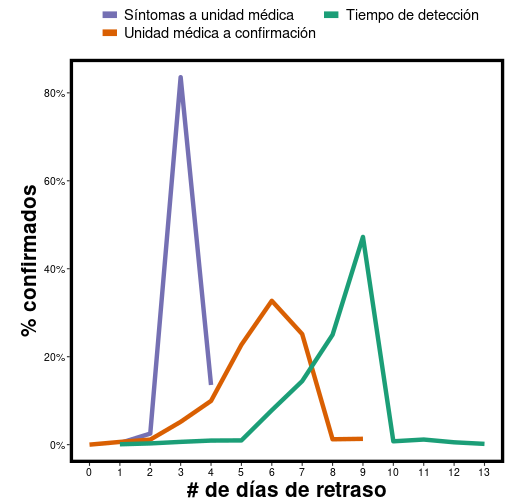 Síntomas a unidad médica
Tiempo de detección
Unidad médica a confirmación
% confirmados
80%
60%
40%
20%
0%
0 1 2 3 4 5 6 7 8 9 10 11 12 13
# de días de retraso